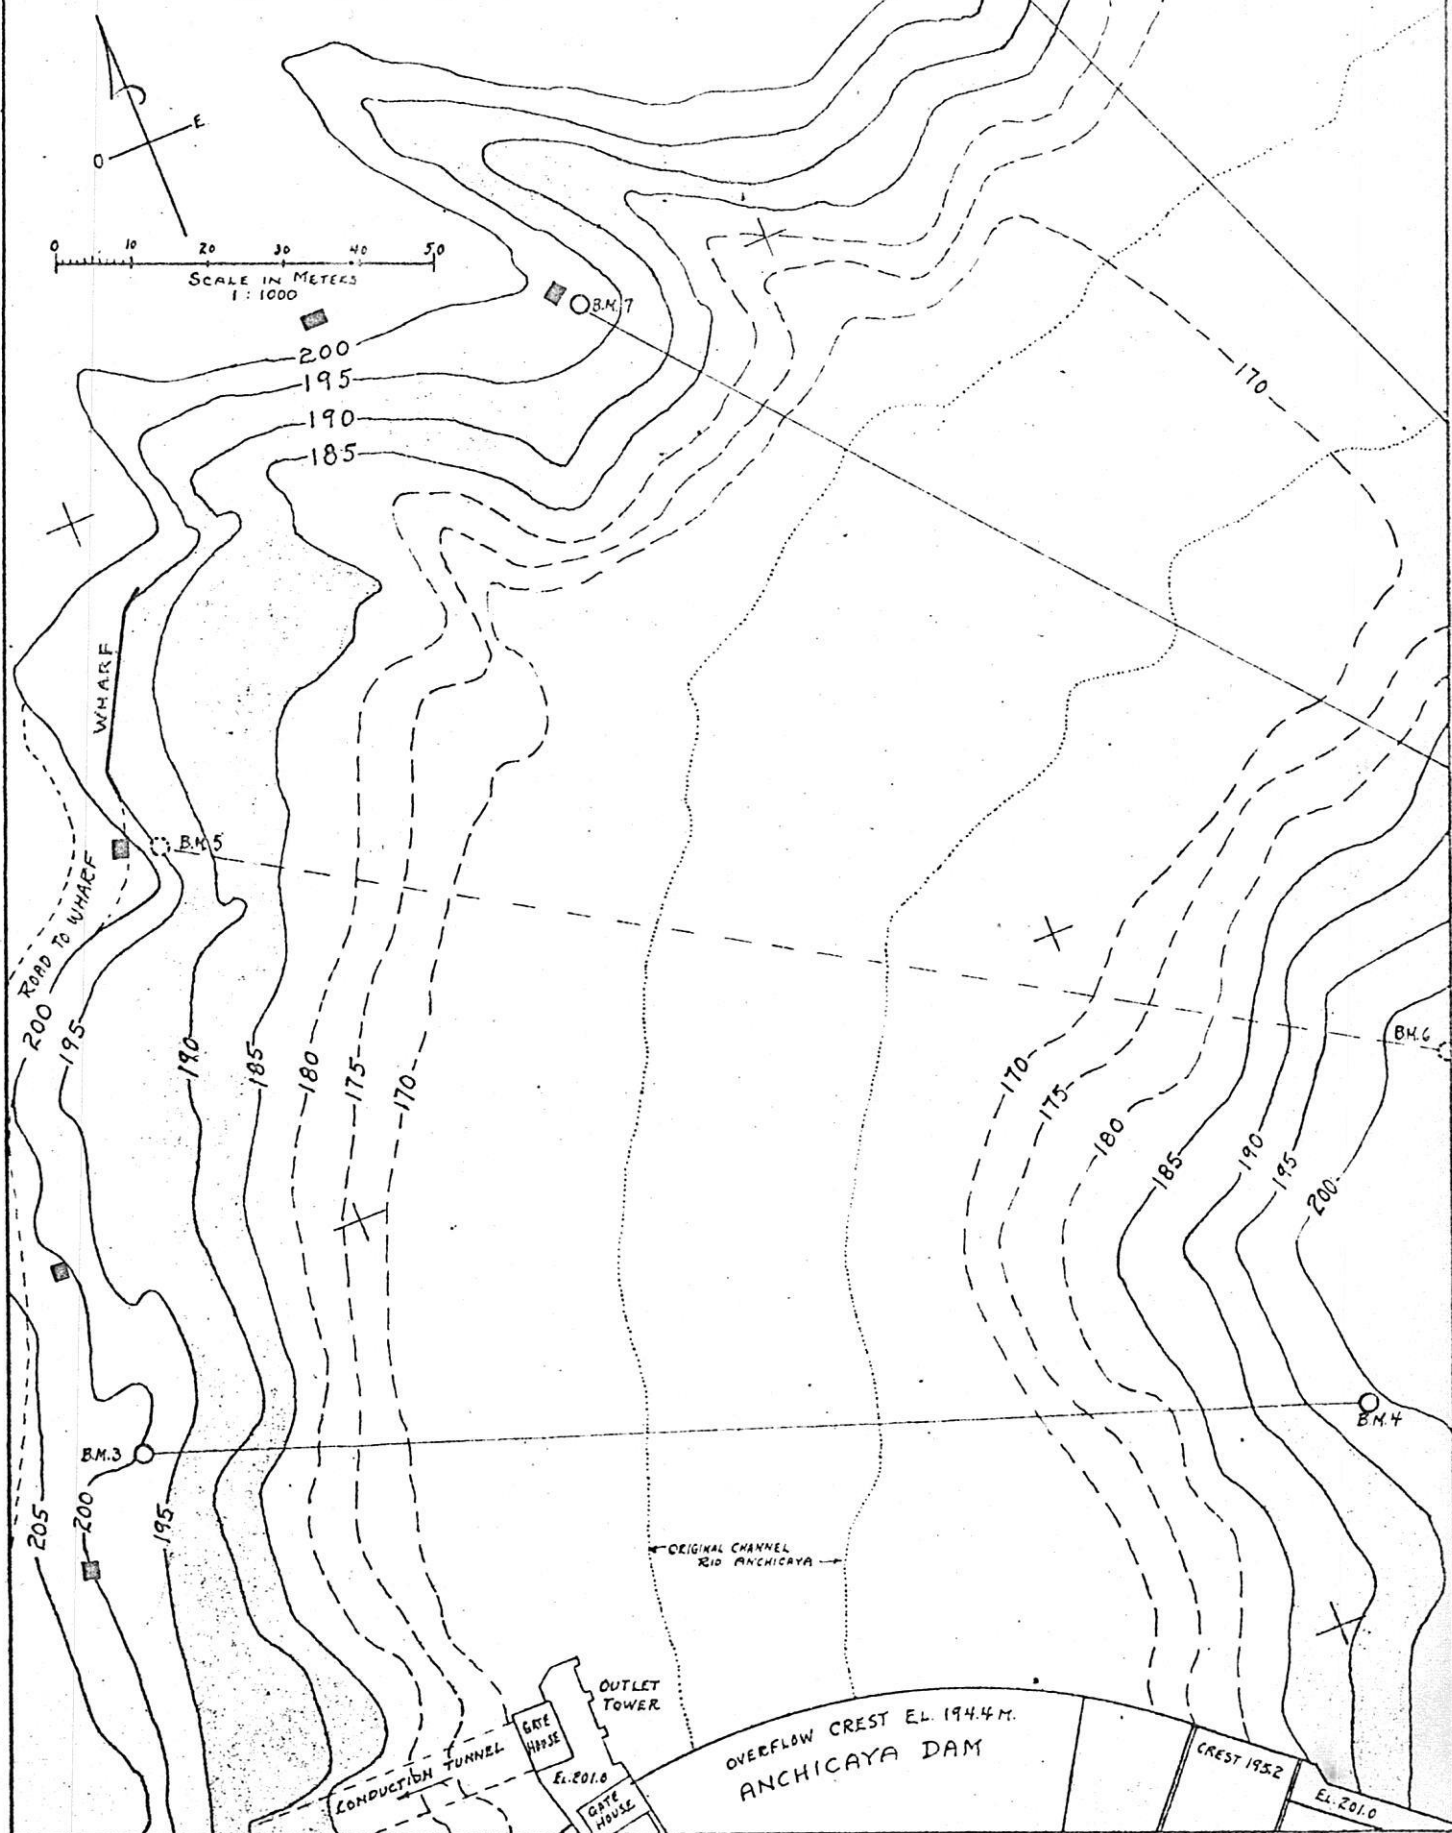 E
O
0 10 20 30 40 50
SCALE IN METERS
1:1000
B.M.7
200
195
190
185
170
WHARF
B.M.5
ROAD TO WHARF
200
195
190
185
180
175
170
170
175
180
185
190
195
200
B.M.6
B.M.3
B.M.4
205
200
195
ORIGINAL CHANNEL
RIO ANCHICAYA
OUTLET
TOWER
GATE
HOUSE
CONDUCTION TUNNEL
EL.201.0
GATE
HOUSE
OVERFLOW CREST EL. 194.4 M.
ANCHICAYA DAM
CREST 195.2
EL.201.0